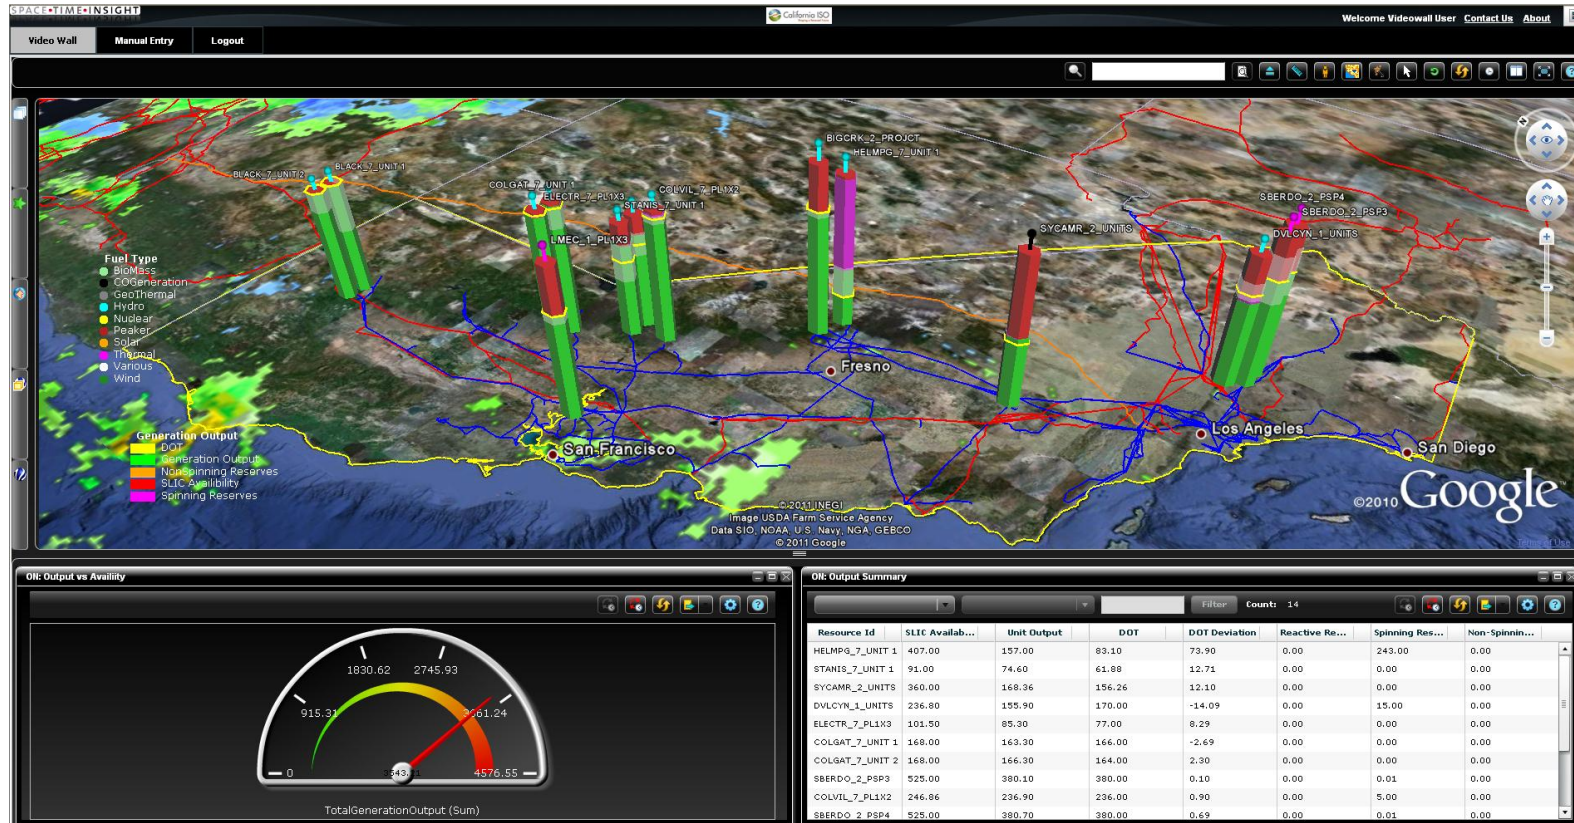 SPACE•TIME•INSIGHT
California ISO
Welcome Videowall User Contact Us About
Video Wall Manual Entry Logout
BIGCRK_2_PROJCT
HELMPG_7_UNIT 1
BLACK_7_UNIT 1
BLACK_7_UNIT 2
COLGAT_7_UNIT 1
ELECTR_7_PL1X3
COLVIL_7_PL1X2
STANIS_7_UNIT 1
SBERDO_2_PSP4
SBERDO_2_PSP3
SYCAMR_2_UNITS
DVLCYN_1_UNITS
LMEC_1_PL1X3
Fuel Type
BioMass
COGeneration
GeoThermal
Hydro
Nuclear
Peaker
Solar
Thermal
Various
Wind
Fresno
Los Angeles
San Francisco
San Diego
Generation Output
DOT
Generation Output
NonSpinning Reserves
SLIC Availibility
Spinning Reserves
©2010 Google
© 2011 INEGI
Image USDA Farm Service Agency
Data SIO, NOAA, U.S. Navy, NGA, GEBCO
© 2011 Google
Terms of Use
ON: Output vs Availiity
0
915.31
1830.62
2745.93
3661.24
4576.55
TotalGenerationOutput (Sum)
ON: Output Summary
Filter Count: 14
Resource Id SLIC Availab... Unit Output DOT DOT Deviation Reactive Re... Spinning Res... Non-Spinnin...
HELMPG_7_UNIT 1 407.00 157.00 83.10 73.90 0.00 243.00 0.00
STANIS_7_UNIT 1 91.00 74.60 61.88 12.71 0.00 0.00 0.00
SYCAMR_2_UNITS 360.00 168.36 156.26 12.10 0.00 0.00 0.00
DVLCYN_1_UNITS 236.80 155.90 170.00 -14.09 0.00 15.00 0.00
ELECTR_7_PL1X3 101.50 85.30 77.00 8.29 0.00 0.00 0.00
COLGAT_7_UNIT 1 168.00 163.30 166.00 -2.69 0.00 0.00 0.00
COLGAT_7_UNIT 2 168.00 166.30 164.00 2.30 0.00 0.00 0.00
SBERDO_2_PSP3 525.00 380.10 380.00 0.10 0.00 0.01 0.00
COLVIL_7_PL1X2 246.86 236.90 236.00 0.90 0.00 5.00 0.00
SBERDO_2_PSP4 525.00 380.70 380.00 0.69 0.00 0.01 0.00